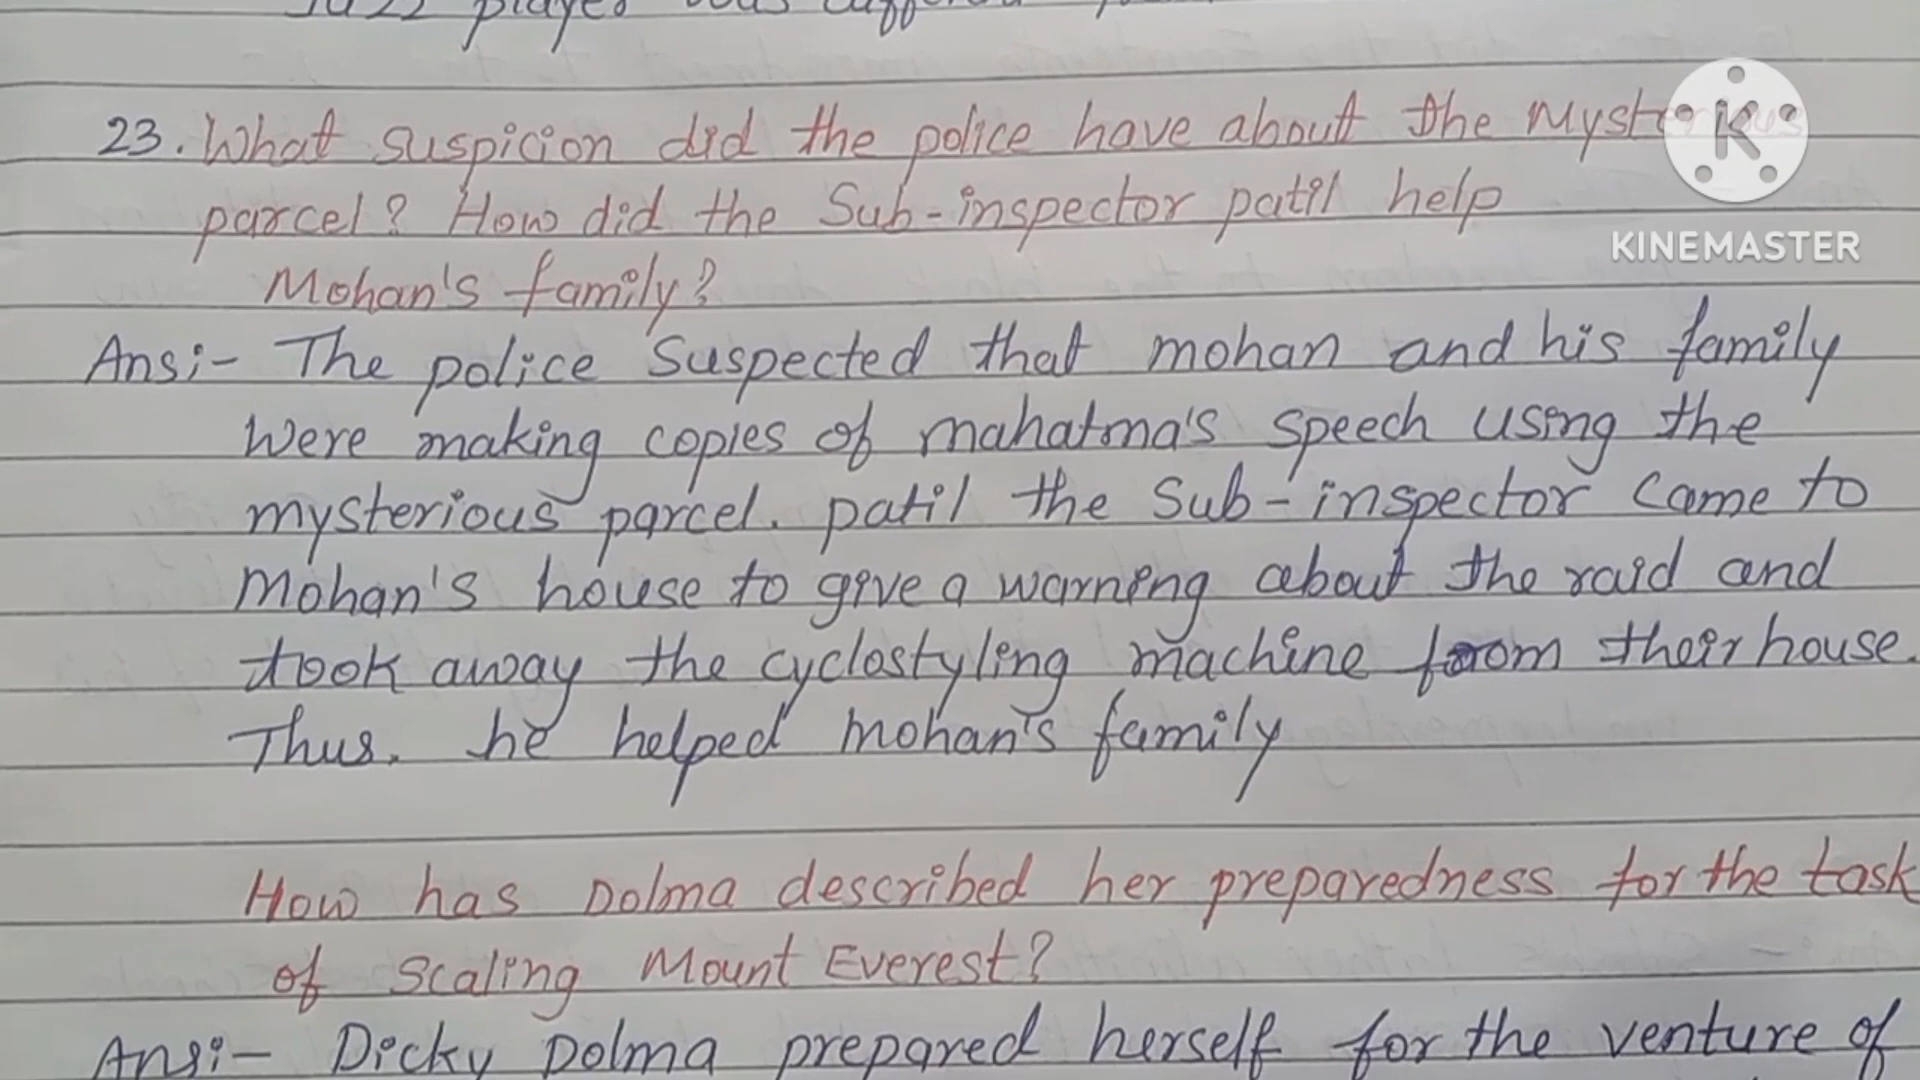 Jazz player
23. What suspicion did the police have about the Mysterious
parcel? How did the Sub-inspector patil help
Mohan's family?
Ans:- The police Suspected that mohan and his family
Were making copies of mahatma's speech using the
mysterious parcel. patil the Sub-inspector came to
Mohan's house to give a warning about the raid and
took away the cyclostyling machine from their house.
Thus. he helped mohan's family
How has Dolma described her preparedness for the task
of Scaling Mount Everest?
Ans:- Dicky Dolma prepared herself for the venture of
KINEMASTER